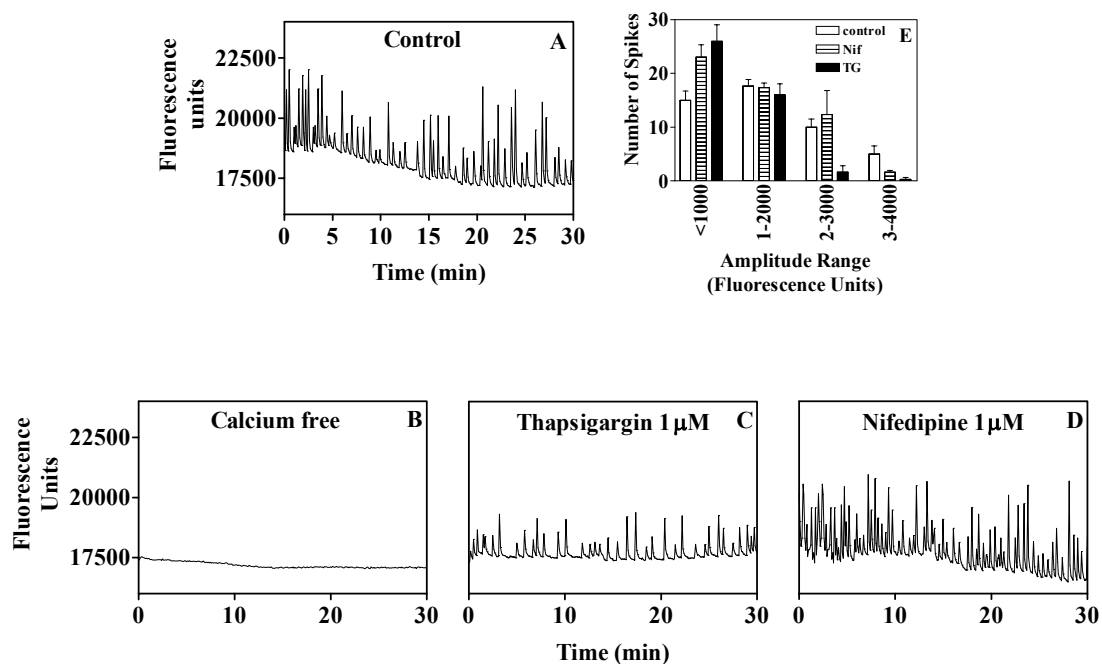 Control
A
Fluorescence
units
22500
20000
17500
0 5 10 15 20 25 30
Time (min)
E
control
Nif
TG
Number of Spikes
30
20
10
0
<1000
1-2000
2-3000
3-4000
Amplitude Range
(Fluorescence Units)
Calcium free
B
Fluorescence
Units
22500
20000
17500
0 10 20 30
Thapsigargin 1 μM
C
0 10 20 30
Time (min)
Nifedipine 1 μM
D
0 10 20 30